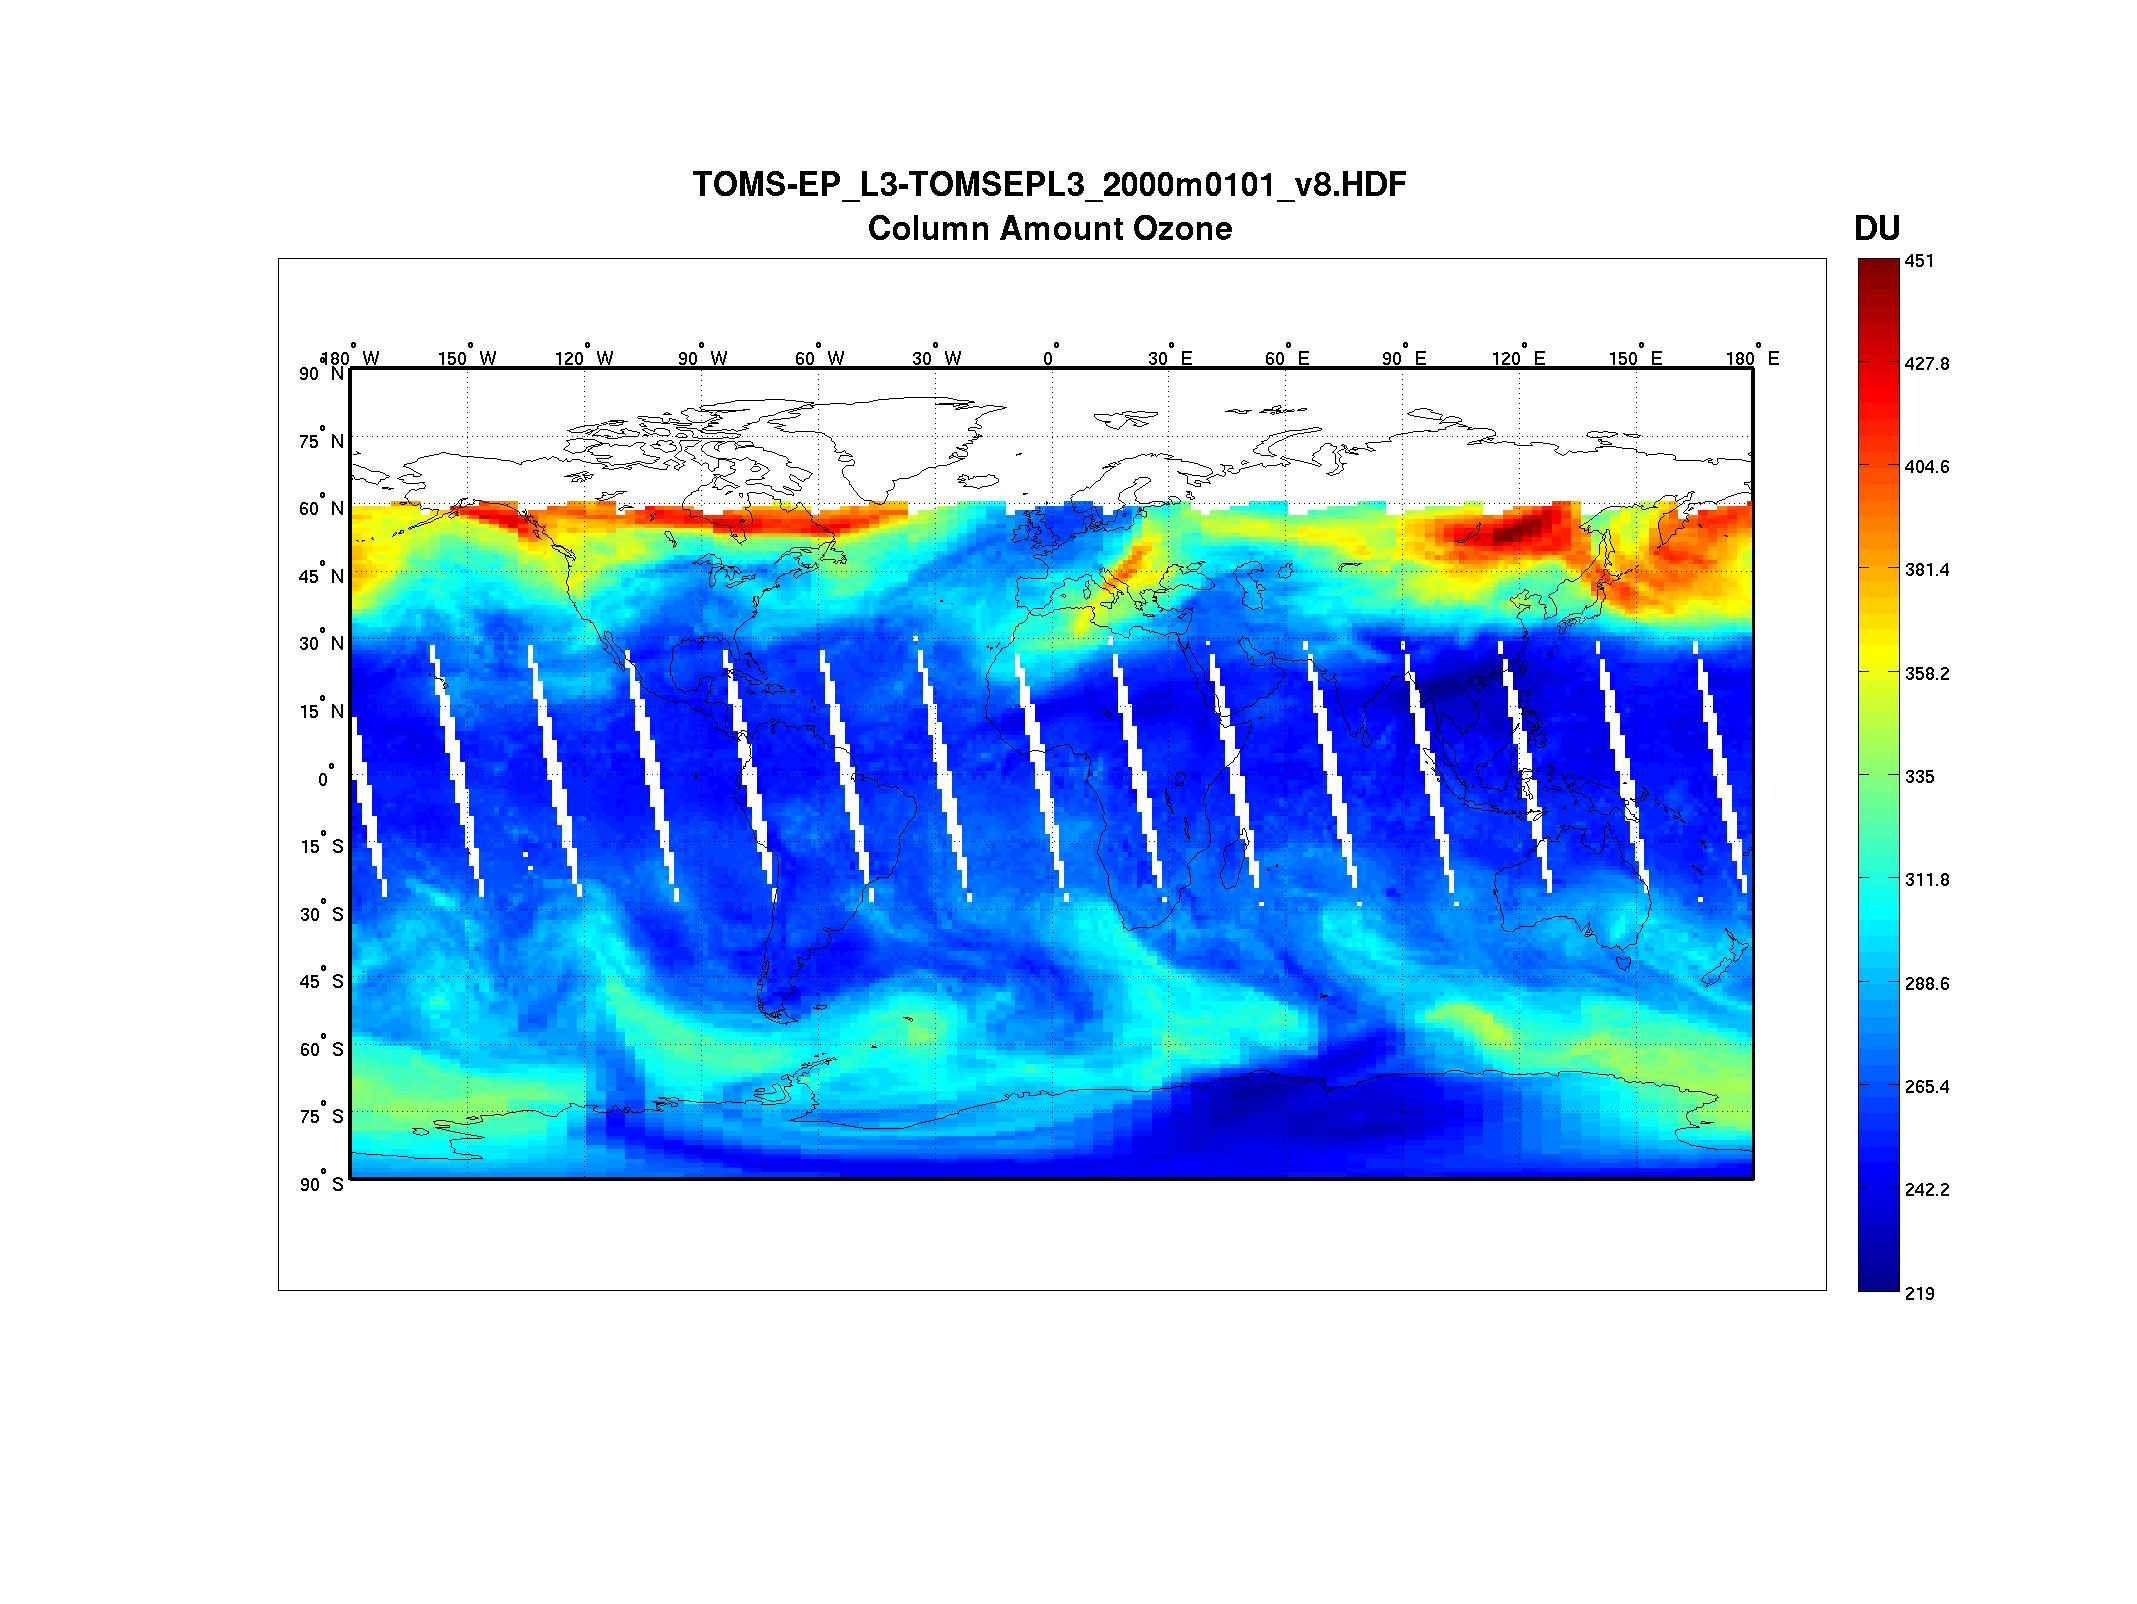 TOMS-EP_L3-TOMSEPL3_2000m0101_v8.HDF
Column Amount Ozone
DU
180° W 150° W 120° W 90° W 60° W 30° W 0° 30° E 60° E 90° E 120° E 150° E 180° E
90° N
75° N
60° N
45° N
30° N
15° N
0°
15° S
30° S
45° S
60° S
75° S
90° S
451
427.8
404.6
381.4
358.2
335
311.8
288.6
265.4
242.2
219